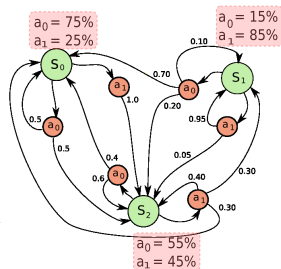 a0 = 75%
a1 = 25%
a0 = 15%
a1 = 85%
0.10
S0
S1
0.70
a0
a1
1.0
0.20
0.95
a1
0.5
a0
0.5
0.4
0.05
0.6
a0
0.40
0.30
a1
S2
0.30
a0 = 55%
a1 = 45%